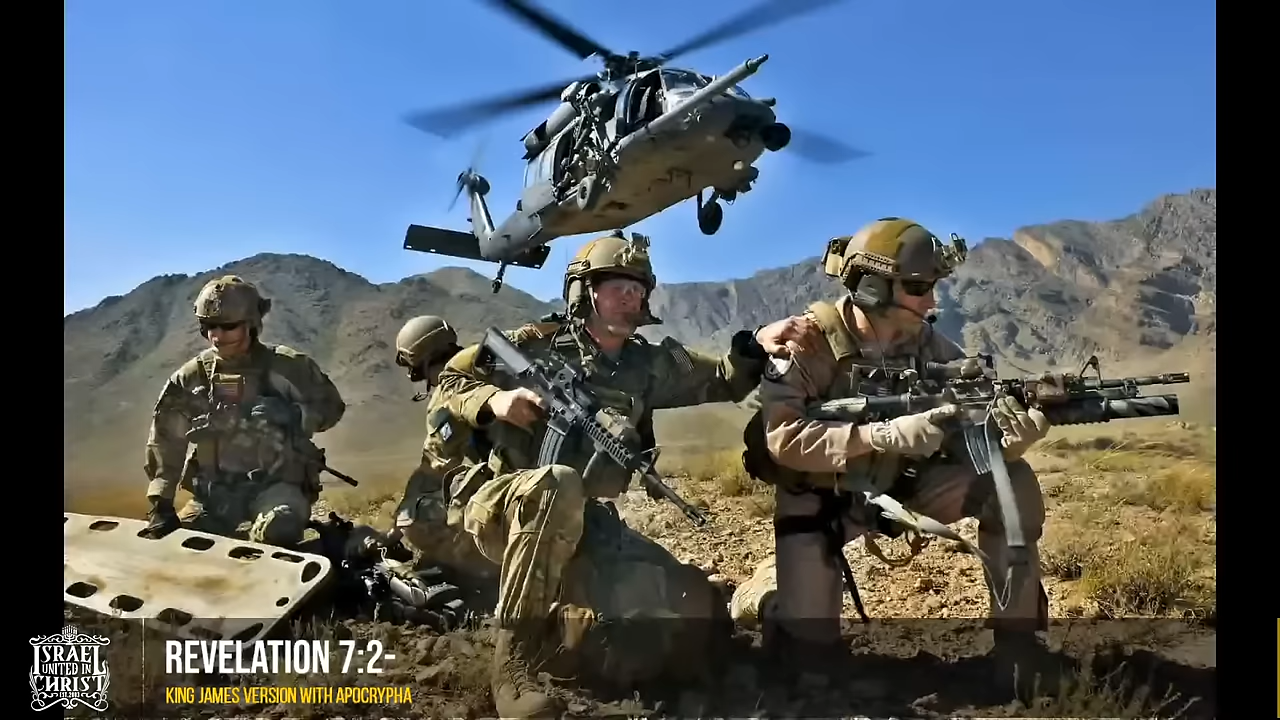 ISRAEL
UNITED IN
CHRIST
REVELATION 7:2-
KING JAMES VERSION WITH APOCRYPHA